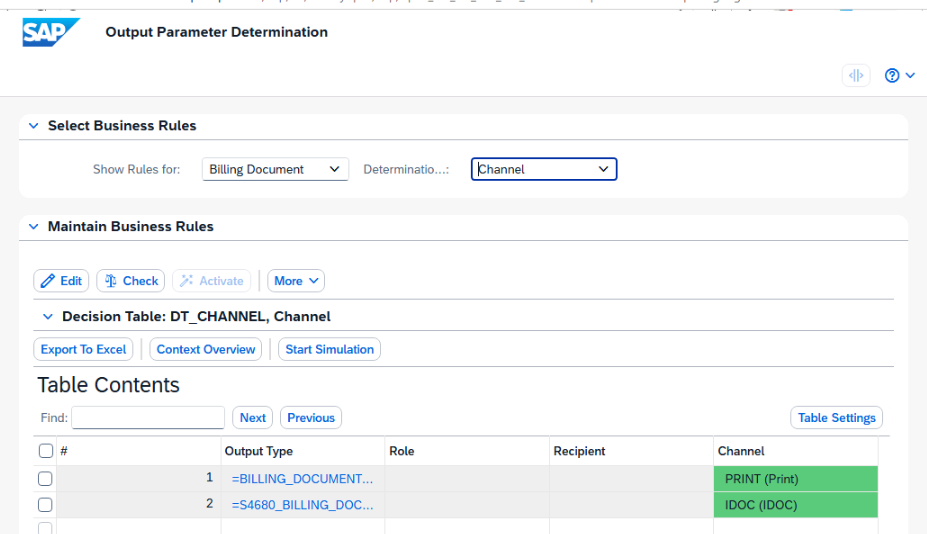 SAP Output Parameter Determination
Select Business Rules
Show Rules for: Billing Document Determinatio...: Channel
Maintain Business Rules
Edit Check Activate More
Decision Table: DT_CHANNEL, Channel
Export To Excel Context Overview Start Simulation
Table Contents
Find: Next Previous Table Settings
# Output Type Role Recipient Channel
1 =BILLING_DOCUMENT... PRINT (Print)
2 =S4680_BILLING_DOC... IDOC (IDOC)